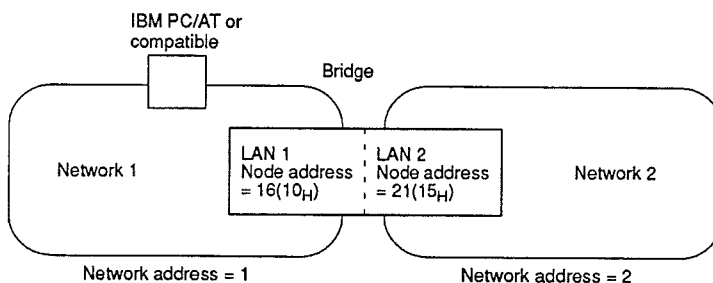 IBM PC/AT or
compatible
Bridge
Network 1
LAN 1
Node address
= 16(10H)
LAN 2
Node address
= 21(15H)
Network 2
Network address = 1
Network address = 2